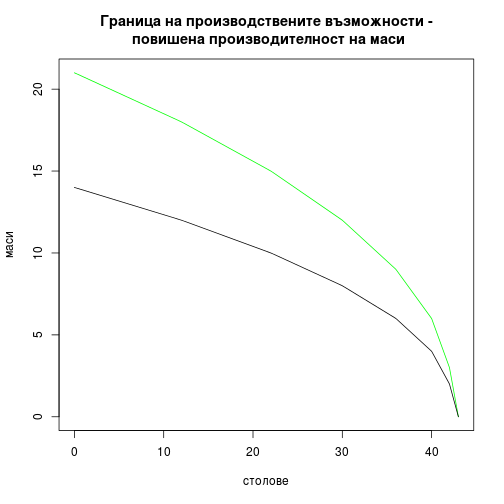 Граница на производствените възможности -
повишена производителност на маси
20
15
10
5
0
маси
0 10 20 30 40
столове